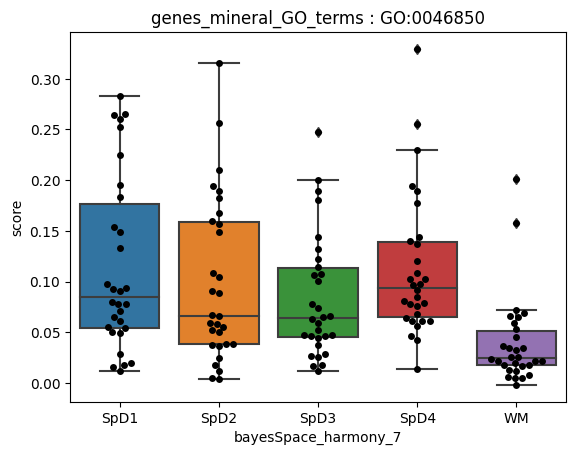 genes_mineral_GO_terms : GO:0046850
score
0.30
0.25
0.20
0.15
0.10
0.05
0.00
SpD1 SpD2 SpD3 SpD4 WM
bayesSpace_harmony_7